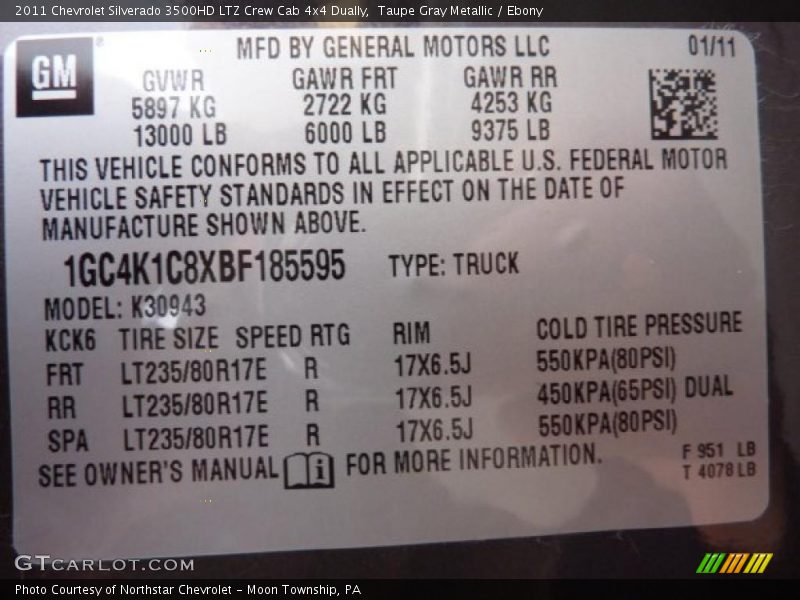 2011 Chevrolet Silverado 3500HD LTZ Crew Cab 4x4 Dually,  Taupe Gray Metallic / Ebony
GM
MFD BY GENERAL MOTORS LLC 01/11
GVWR GAWR FRT GAWR RR
5897 KG 2722 KG 4253 KG
13000 LB 6000 LB 9375 LB
THIS VEHICLE CONFORMS TO ALL APPLICABLE U.S. FEDERAL MOTOR
VEHICLE SAFETY STANDARDS IN EFFECT ON THE DATE OF
MANUFACTURE SHOWN ABOVE.
1GC4K1C8XBF185595 TYPE: TRUCK
MODEL: K30943
KCK6 TIRE SIZE SPEED RTG RIM COLD TIRE PRESSURE
FRT LT235/80R17E R 17X6.5J 550KPA(80PSI)
RR LT235/80R17E R 17X6.5J 450KPA(65PSI) DUAL
SPA LT235/80R17E R 17X6.5J 550KPA(80PSI)
SEE OWNER'S MANUAL i FOR MORE INFORMATION.
F 951 LB
T 4078 LB
GTCARLOT.COM
Photo Courtesy of Northstar Chevrolet - Moon Township, PA